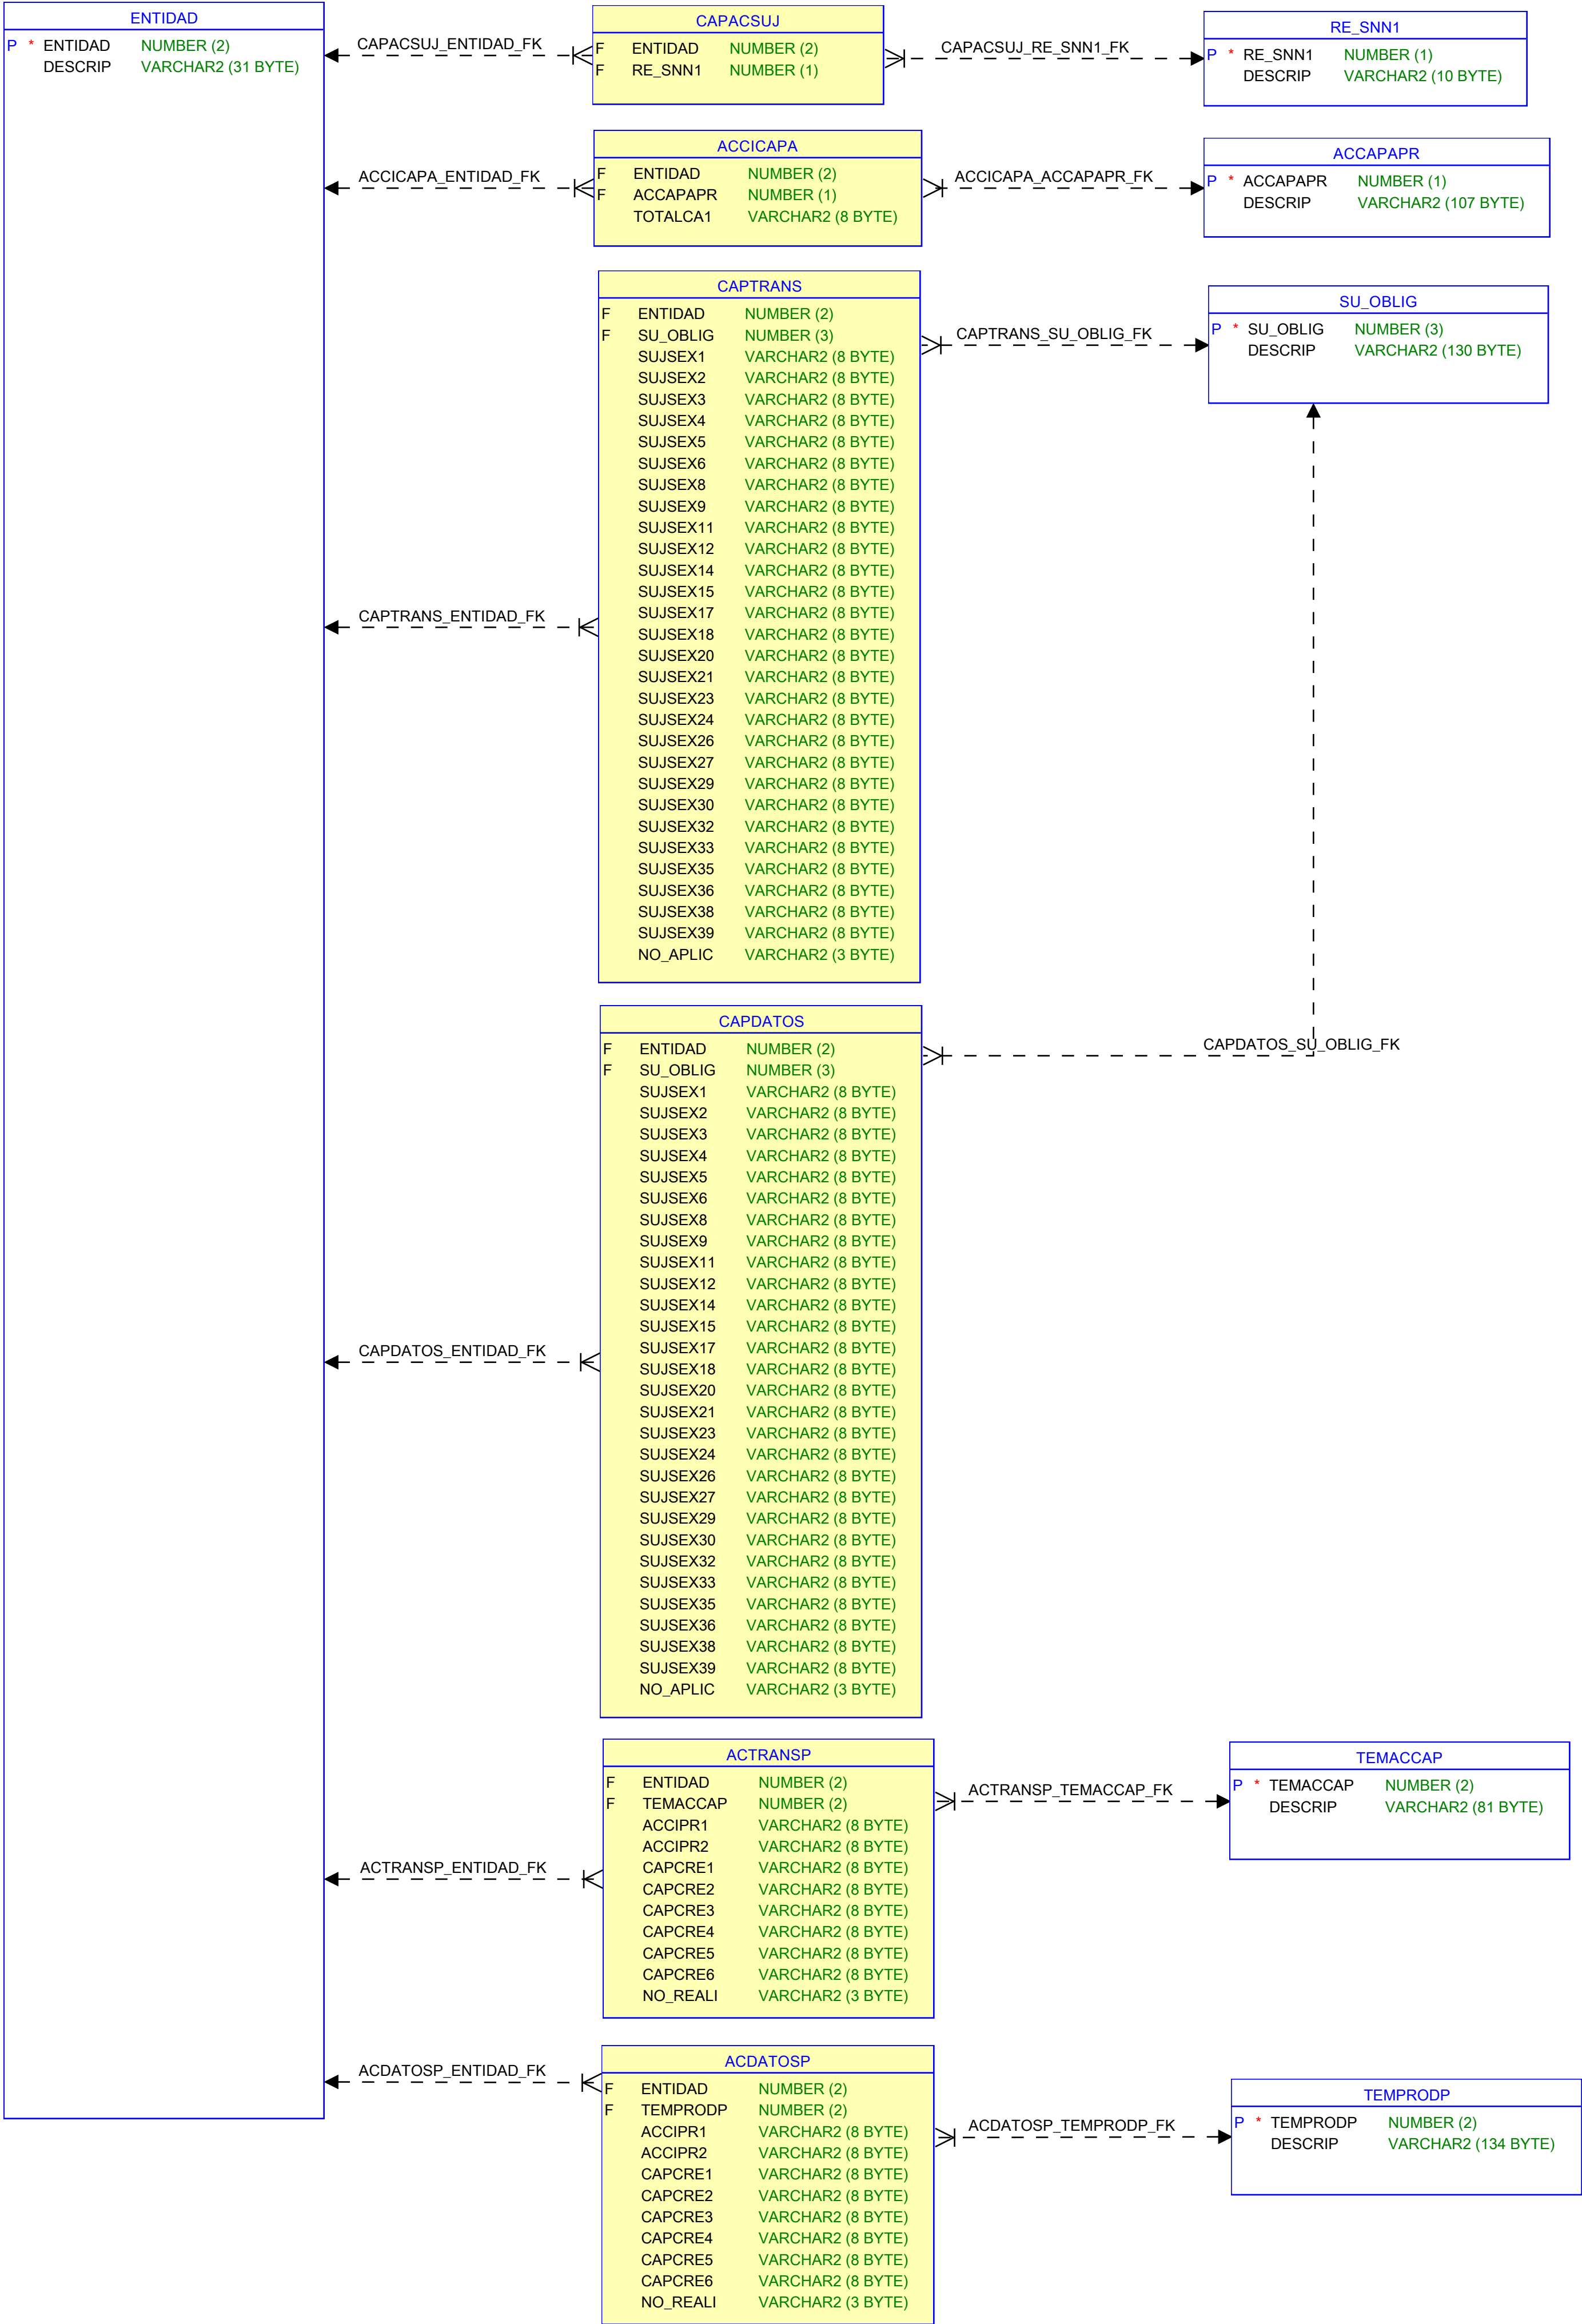 ENTIDAD
P * ENTIDAD NUMBER (2)
DESCRIP VARCHAR2 (31 BYTE)
CAPACSUJ_ENTIDAD_FK
CAPACSUJ
F ENTIDAD NUMBER (2)
F RE_SNN1 NUMBER (1)
CAPACSUJ_RE_SNN1_FK
RE_SNN1
P * RE_SNN1 NUMBER (1)
DESCRIP VARCHAR2 (10 BYTE)
ACCICAPA_ENTIDAD_FK
ACCICAPA
F ENTIDAD NUMBER (2)
F ACCAPAPR NUMBER (1)
TOTALCA1 VARCHAR2 (8 BYTE)
ACCICAPA_ACCAPAPR_FK
ACCAPAPR
P * ACCAPAPR NUMBER (1)
DESCRIP VARCHAR2 (107 BYTE)
CAPTRANS_ENTIDAD_FK
CAPTRANS
F ENTIDAD NUMBER (2)
F SU_OBLIG NUMBER (3)
SUJSEX1 VARCHAR2 (8 BYTE)
SUJSEX2 VARCHAR2 (8 BYTE)
SUJSEX3 VARCHAR2 (8 BYTE)
SUJSEX4 VARCHAR2 (8 BYTE)
SUJSEX5 VARCHAR2 (8 BYTE)
SUJSEX6 VARCHAR2 (8 BYTE)
SUJSEX8 VARCHAR2 (8 BYTE)
SUJSEX9 VARCHAR2 (8 BYTE)
SUJSEX11 VARCHAR2 (8 BYTE)
SUJSEX12 VARCHAR2 (8 BYTE)
SUJSEX14 VARCHAR2 (8 BYTE)
SUJSEX15 VARCHAR2 (8 BYTE)
SUJSEX17 VARCHAR2 (8 BYTE)
SUJSEX18 VARCHAR2 (8 BYTE)
SUJSEX20 VARCHAR2 (8 BYTE)
SUJSEX21 VARCHAR2 (8 BYTE)
SUJSEX23 VARCHAR2 (8 BYTE)
SUJSEX24 VARCHAR2 (8 BYTE)
SUJSEX26 VARCHAR2 (8 BYTE)
SUJSEX27 VARCHAR2 (8 BYTE)
SUJSEX29 VARCHAR2 (8 BYTE)
SUJSEX30 VARCHAR2 (8 BYTE)
SUJSEX32 VARCHAR2 (8 BYTE)
SUJSEX33 VARCHAR2 (8 BYTE)
SUJSEX35 VARCHAR2 (8 BYTE)
SUJSEX36 VARCHAR2 (8 BYTE)
SUJSEX38 VARCHAR2 (8 BYTE)
SUJSEX39 VARCHAR2 (8 BYTE)
NO_APLIC VARCHAR2 (3 BYTE)
CAPTRANS_SU_OBLIG_FK
SU_OBLIG
P * SU_OBLIG NUMBER (3)
DESCRIP VARCHAR2 (130 BYTE)
CAPDATOS_ENTIDAD_FK
CAPDATOS
F ENTIDAD NUMBER (2)
F SU_OBLIG NUMBER (3)
SUJSEX1 VARCHAR2 (8 BYTE)
SUJSEX2 VARCHAR2 (8 BYTE)
SUJSEX3 VARCHAR2 (8 BYTE)
SUJSEX4 VARCHAR2 (8 BYTE)
SUJSEX5 VARCHAR2 (8 BYTE)
SUJSEX6 VARCHAR2 (8 BYTE)
SUJSEX8 VARCHAR2 (8 BYTE)
SUJSEX9 VARCHAR2 (8 BYTE)
SUJSEX11 VARCHAR2 (8 BYTE)
SUJSEX12 VARCHAR2 (8 BYTE)
SUJSEX14 VARCHAR2 (8 BYTE)
SUJSEX15 VARCHAR2 (8 BYTE)
SUJSEX17 VARCHAR2 (8 BYTE)
SUJSEX18 VARCHAR2 (8 BYTE)
SUJSEX20 VARCHAR2 (8 BYTE)
SUJSEX21 VARCHAR2 (8 BYTE)
SUJSEX23 VARCHAR2 (8 BYTE)
SUJSEX24 VARCHAR2 (8 BYTE)
SUJSEX26 VARCHAR2 (8 BYTE)
SUJSEX27 VARCHAR2 (8 BYTE)
SUJSEX29 VARCHAR2 (8 BYTE)
SUJSEX30 VARCHAR2 (8 BYTE)
SUJSEX32 VARCHAR2 (8 BYTE)
SUJSEX33 VARCHAR2 (8 BYTE)
SUJSEX35 VARCHAR2 (8 BYTE)
SUJSEX36 VARCHAR2 (8 BYTE)
SUJSEX38 VARCHAR2 (8 BYTE)
SUJSEX39 VARCHAR2 (8 BYTE)
NO_APLIC VARCHAR2 (3 BYTE)
CAPDATOS_SU_OBLIG_FK
ACTRANSP_ENTIDAD_FK
ACTRANSP
F ENTIDAD NUMBER (2)
F TEMACCAP NUMBER (2)
ACCIPR1 VARCHAR2 (8 BYTE)
ACCIPR2 VARCHAR2 (8 BYTE)
CAPCRE1 VARCHAR2 (8 BYTE)
CAPCRE2 VARCHAR2 (8 BYTE)
CAPCRE3 VARCHAR2 (8 BYTE)
CAPCRE4 VARCHAR2 (8 BYTE)
CAPCRE5 VARCHAR2 (8 BYTE)
CAPCRE6 VARCHAR2 (8 BYTE)
NO_REALI VARCHAR2 (3 BYTE)
ACTRANSP_TEMACCAP_FK
TEMACCAP
P * TEMACCAP NUMBER (2)
DESCRIP VARCHAR2 (81 BYTE)
ACDATOSP_ENTIDAD_FK
ACDATOSP
F ENTIDAD NUMBER (2)
F TEMPRODP NUMBER (2)
ACCIPR1 VARCHAR2 (8 BYTE)
ACCIPR2 VARCHAR2 (8 BYTE)
CAPCRE1 VARCHAR2 (8 BYTE)
CAPCRE2 VARCHAR2 (8 BYTE)
CAPCRE3 VARCHAR2 (8 BYTE)
CAPCRE4 VARCHAR2 (8 BYTE)
CAPCRE5 VARCHAR2 (8 BYTE)
CAPCRE6 VARCHAR2 (8 BYTE)
NO_REALI VARCHAR2 (3 BYTE)
ACDATOSP_TEMPRODP_FK
TEMPRODP
P * TEMPRODP NUMBER (2)
DESCRIP VARCHAR2 (134 BYTE)